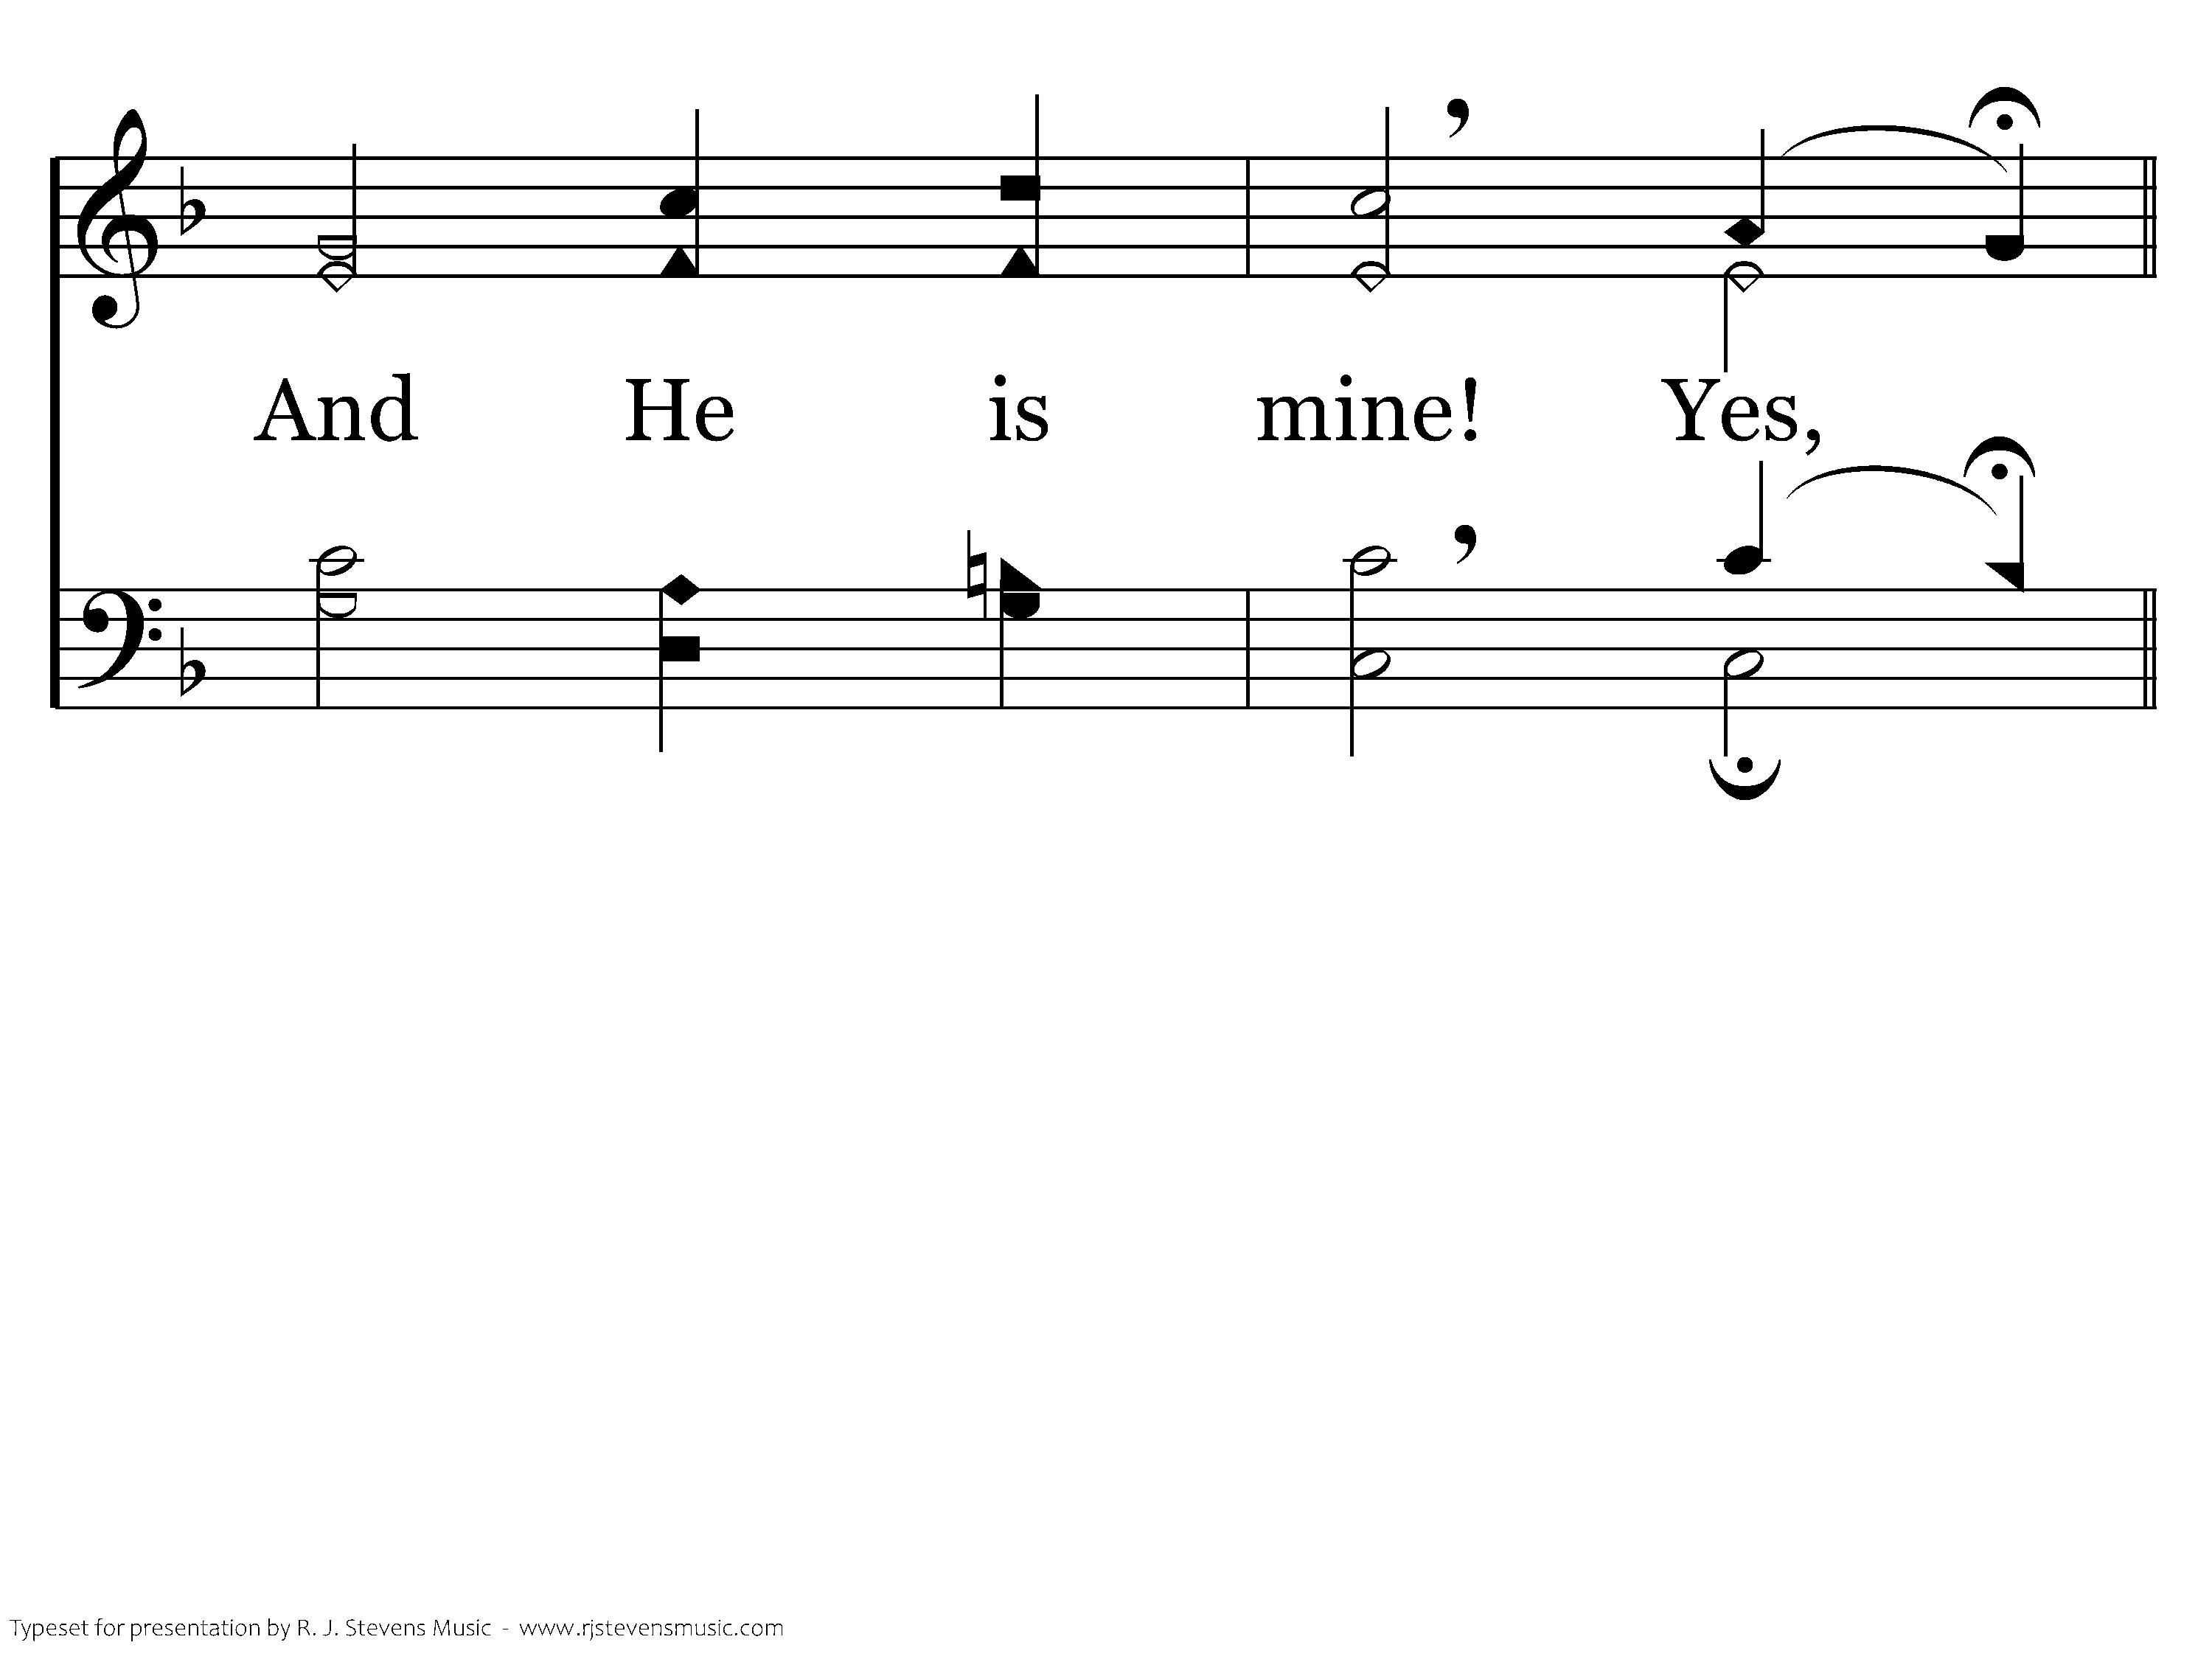 And He is mine! Yes,
Typeset for presentation by R. J. Stevens Music - www.rjstevensmusic.com